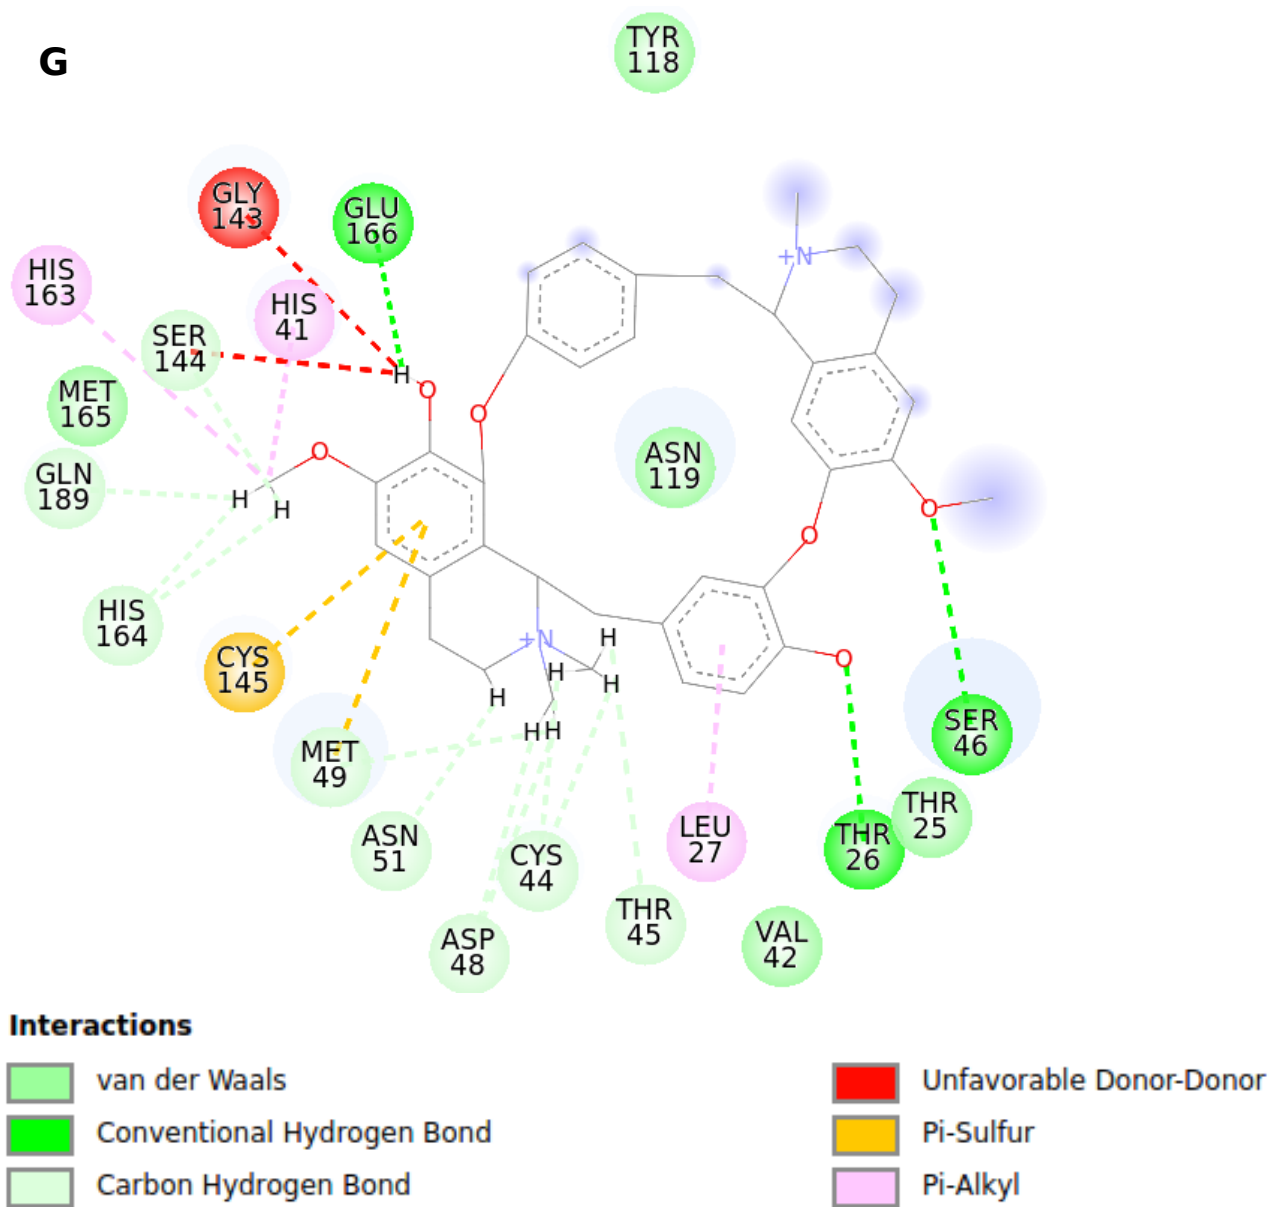 G
TYR
118
GLY
143
GLU
166
HIS
163
HIS
41
SER
144
MET
165
GLN
189
HIS
164
CYS
145
MET
49
ASN
51
ASP
48
CYS
44
THR
45
LEU
27
VAL
42
THR
26
THR
25
SER
46
ASN
119
+N
H
O
O
O
H
H
O
O
+N
H
O
H
H
H
H
H
Interactions
van der Waals
Conventional Hydrogen Bond
Carbon Hydrogen Bond
Unfavorable Donor-Donor
Pi-Sulfur
Pi-Alkyl